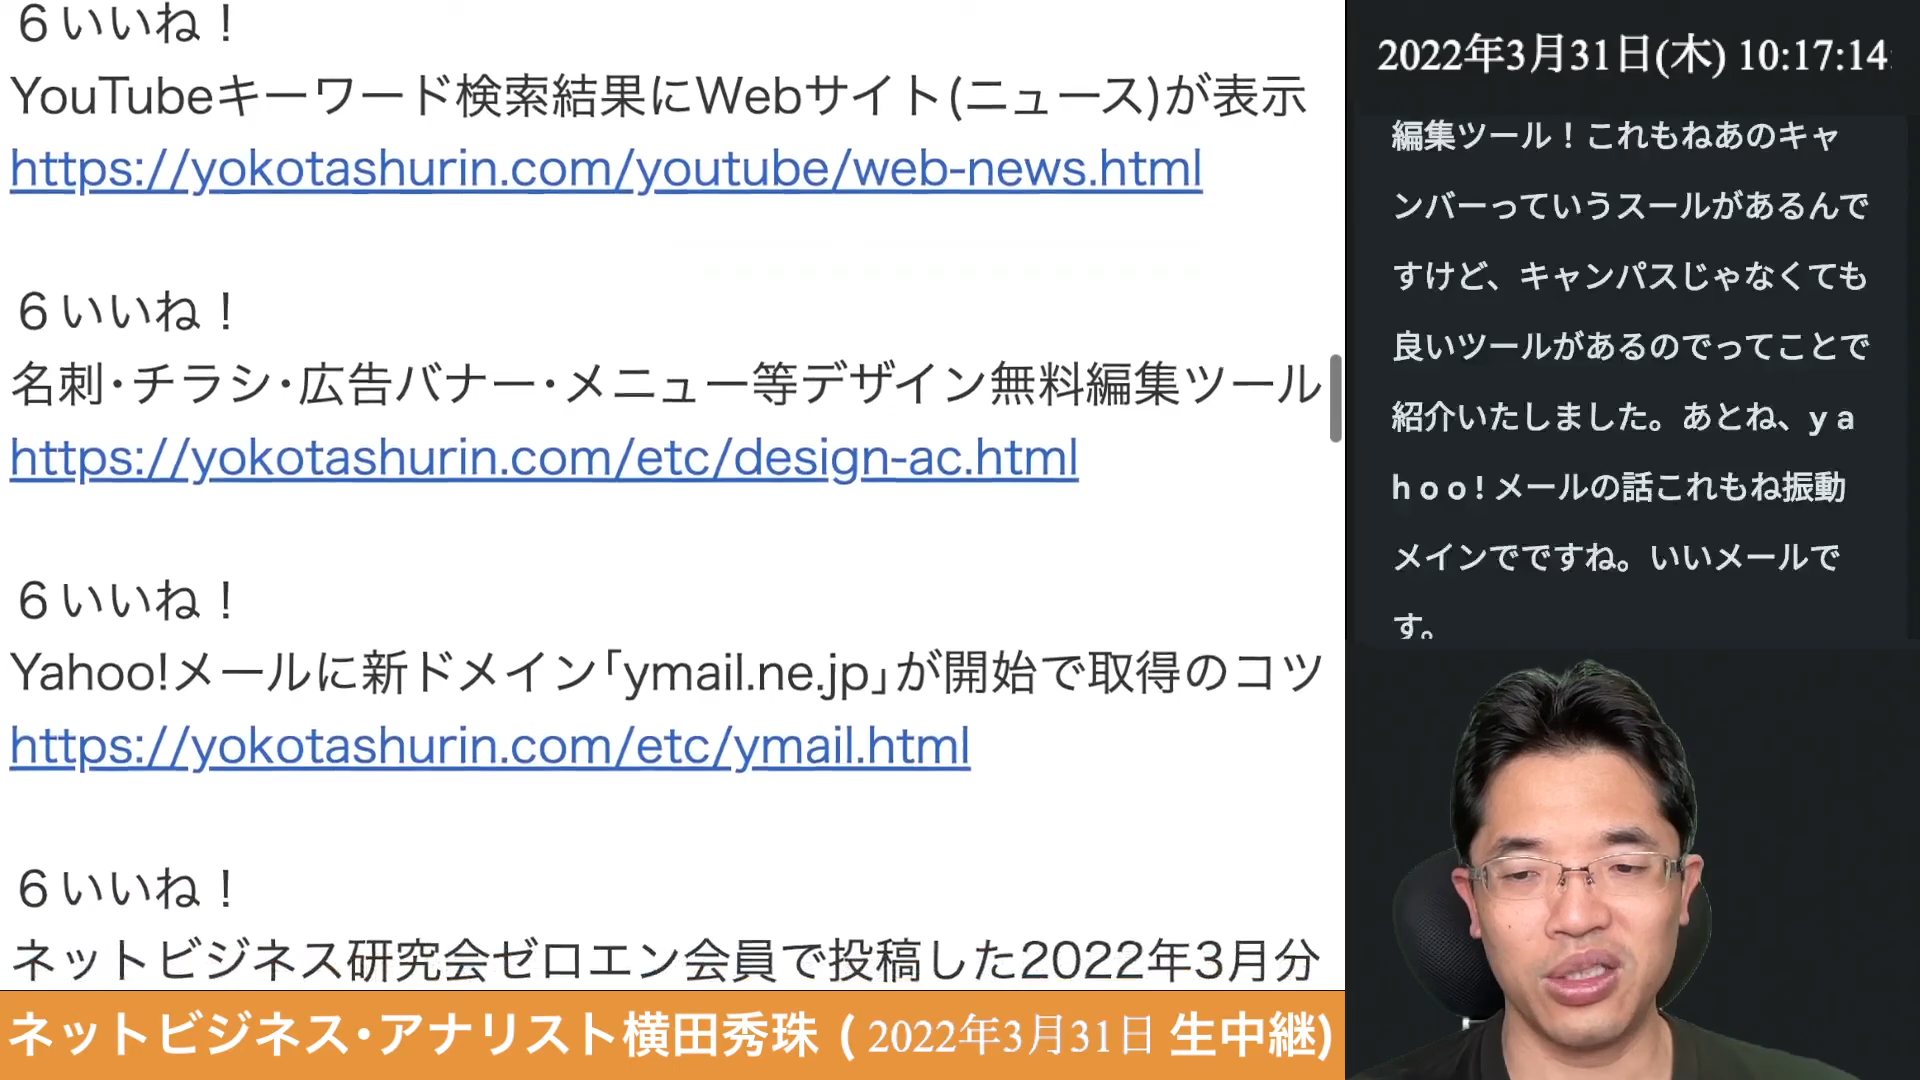 6いいね！
YouTubeキーワード検索結果にWebサイト(ニュース)が表示
https://yokotashurin.com/youtube/web-news.html
6いいね！
名刺･チラシ･広告バナー･メニュー等デザイン無料編集ツール
https://yokotashurin.com/etc/design-ac.html
6いいね！
Yahoo!メールに新ドメイン｢ymail.ne.jp｣が開始で取得のコツ
https://yokotashurin.com/etc/ymail.html
6いいね！
ネットビジネス研究会ゼロエン会員で投稿した2022年3月分
ネットビジネス･アナリスト横田秀珠 ( 2022年3月31日 生中継)
2022年3月31日(木) 10:17:14
編集ツール！これもねあのキャ
ンバーっていうスールがあるんで
すけど、キャンパスじゃなくても
良いツールがあるのでってことで
紹介いたしました。あとね、ｙａ
ｈｏｏ！メールの話これもね振動
メインでですね。いいメールで
す。